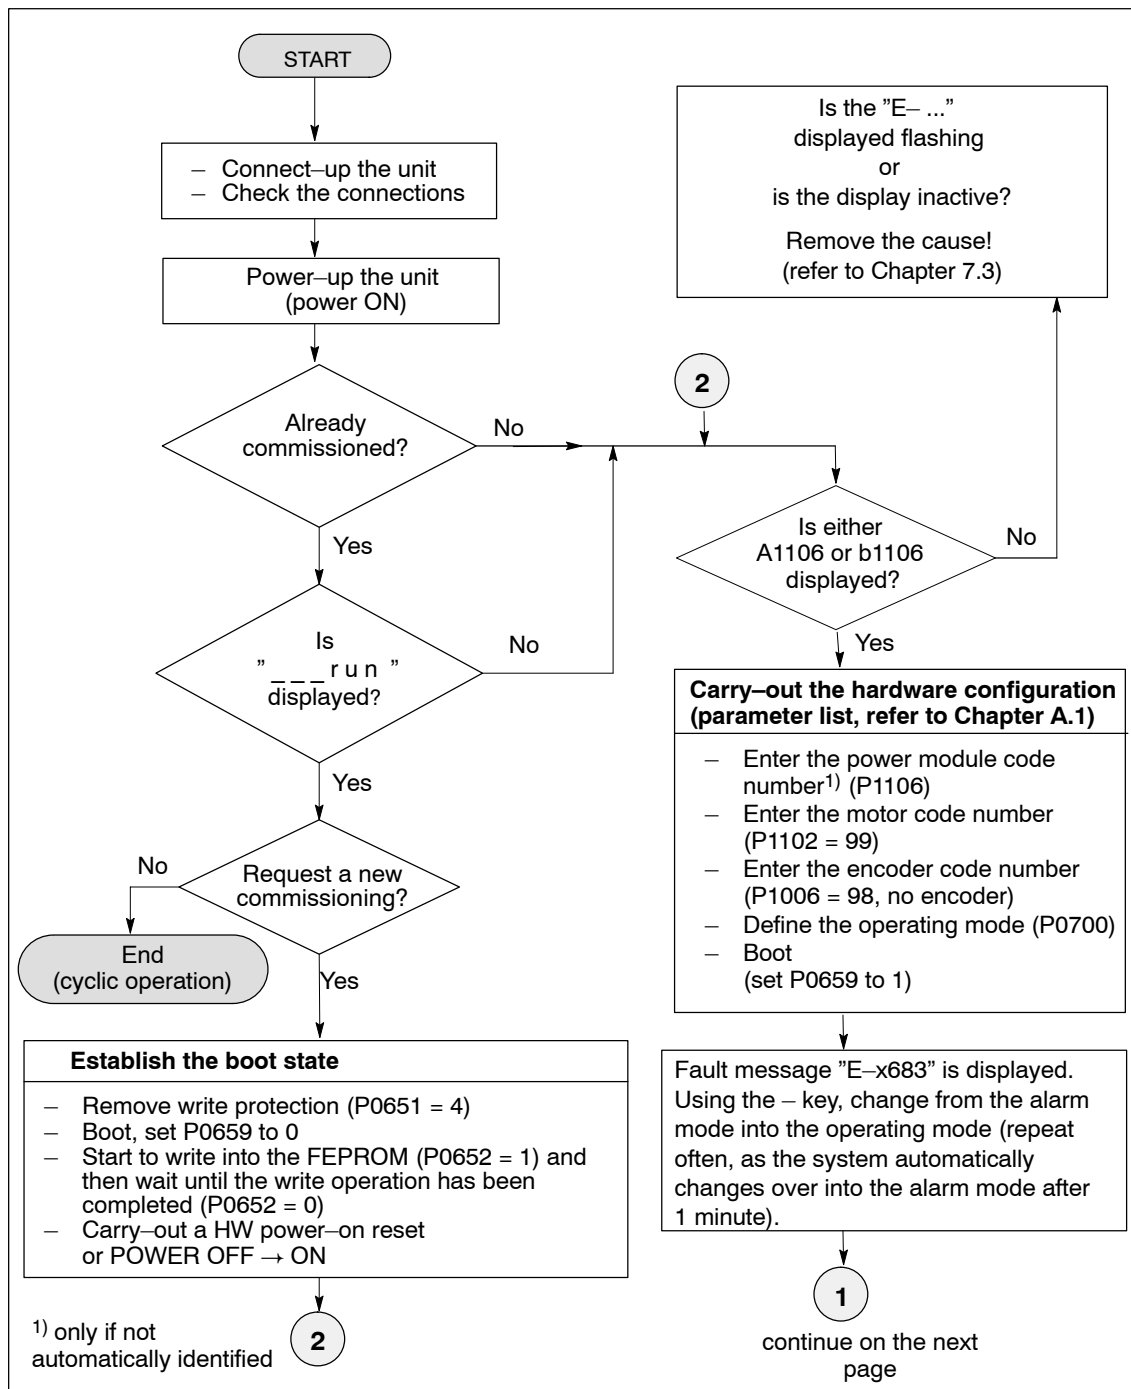 START
– Connect–up the unit
– Check the connections
Power–up the unit
(power ON)
Already
commissioned?
No
Yes
Is
” _ _ _ r u n ”
displayed?
No
Yes
Request a new
commissioning?
No
End
(cyclic operation)
Yes
Establish the boot state
– Remove write protection (P0651 = 4)
– Boot, set P0659 to 0
– Start to write into the FEPROM (P0652 = 1) and
then wait until the write operation has been
completed (P0652 = 0)
– Carry–out a HW power–on reset
or POWER OFF → ON
2
1) only if not
automatically identified
Is the ”E– ...”
displayed flashing
or
is the display inactive?
Remove the cause!
(refer to Chapter 7.3)
2
Is either
A1106 or b1106
displayed?
No
Yes
Carry–out the hardware configuration
(parameter list, refer to Chapter A.1)
– Enter the power module code
number1) (P1106)
– Enter the motor code number
(P1102 = 99)
– Enter the encoder code number
(P1006 = 98, no encoder)
– Define the operating mode (P0700)
– Boot
(set P0659 to 1)
Fault message ”E–x683” is displayed.
Using the – key, change from the alarm
mode into the operating mode (repeat
often, as the system automatically
changes over into the alarm mode after
1 minute).
1
continue on the next
page